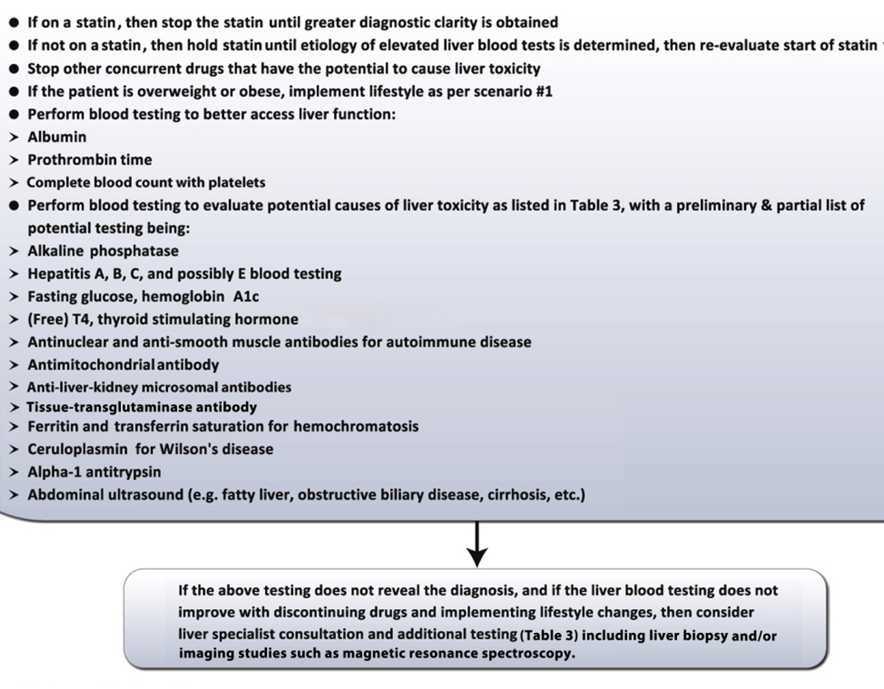 ● If on a statin, then stop the statin until greater diagnostic clarity is obtained
● If not on a statin, then hold statin until etiology of elevated liver blood tests is determined, then re-evaluate start of statin
● Stop other concurrent drugs that have the potential to cause liver toxicity
● If the patient is overweight or obese, implement lifestyle as per scenario #1
● Perform blood testing to better access liver function:
➢ Albumin
➢ Prothrombin time
➢ Complete blood count with platelets
● Perform blood testing to evaluate potential causes of liver toxicity as listed in Table 3, with a preliminary & partial list of
potential testing being:
➢ Alkaline phosphatase
➢ Hepatitis A, B, C, and possibly E blood testing
➢ Fasting glucose, hemoglobin A1c
➢ (Free) T4, thyroid stimulating hormone
➢ Antinuclear and anti-smooth muscle antibodies for autoimmune disease
➢ Antimitochondrial antibody
➢ Anti-liver-kidney microsomal antibodies
➢ Tissue-transglutaminase antibody
➢ Ferritin and transferrin saturation for hemochromatosis
➢ Ceruloplasmin for Wilson's disease
➢ Alpha-1 antitrypsin
➢ Abdominal ultrasound (e.g. fatty liver, obstructive biliary disease, cirrhosis, etc.)
If the above testing does not reveal the diagnosis, and if the liver blood testing does not
improve with discontinuing drugs and implementing lifestyle changes, then consider
liver specialist consultation and additional testing (Table 3) including liver biopsy and/or
imaging studies such as magnetic resonance spectroscopy.